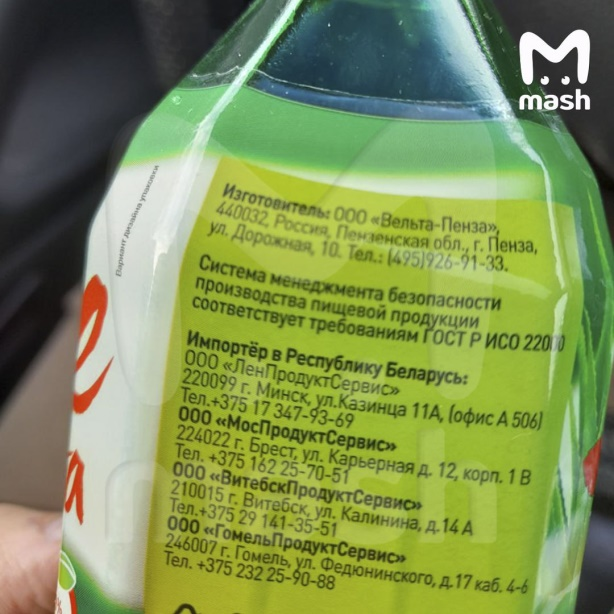 mash
Вариант дизайна упаковки
Изготовитель: ООО «Вельта-Пенза»,
440032, Россия, Пензенская обл., г. Пенза,
ул. Дорожная, 10. Тел.: (495)926-91-33.
Система менеджмента безопасности
производства пищевой продукции
соответствует требованиям ГОСТ Р ИСО 22000
Импортёр в Республику Беларусь:
ООО «ЛенПродуктСервис»
220099 г. Минск, ул.Казинца 11А, (офис А 506)
Тел.+375 17 347-93-69
ООО «МосПродуктСервис»
224022 г. Брест, ул. Карьерная д. 12, корп. 1 В
Тел. +375 162 25-70-51
ООО «ВитебскПродуктСервис»
210015 г. Витебск, ул. Калинина, д.14 А
Тел.+375 29 141-35-51
ООО «ГомельПродуктСервис»
246007 г. Гомель, ул. Федюнинского, д.17 каб. 4-6
Тел. +375 232 25-90-88
mash